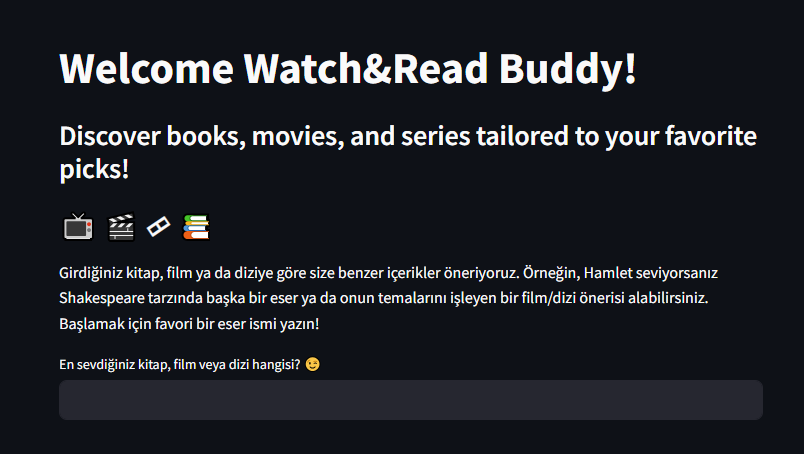 Welcome Watch&Read Buddy!
Discover books, movies, and series tailored to your favorite
picks!
Girdiğiniz kitap, film ya da diziye göre size benzer içerikler öneriyoruz. Örneğin, Hamlet seviyorsanız
Shakespeare tarzında başka bir eser ya da onun temalarını işleyen bir film/dizi önerisi alabilirsiniz.
Başlamak için favori bir eser ismi yazın!
En sevdiğiniz kitap, film veya dizi hangisi? 😉